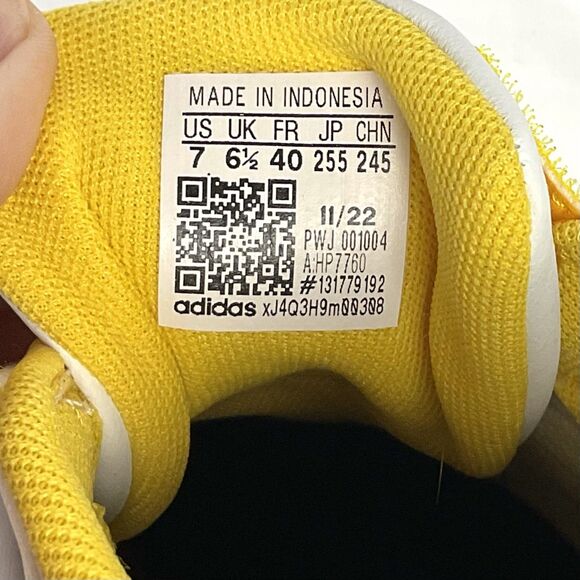 MADE IN INDONESIA
US UK FR JP CHN
7 6½ 40 255 245
11/22
PWJ 001004
A:HP7760
#131779192
adidas xJ4Q3H9m00308